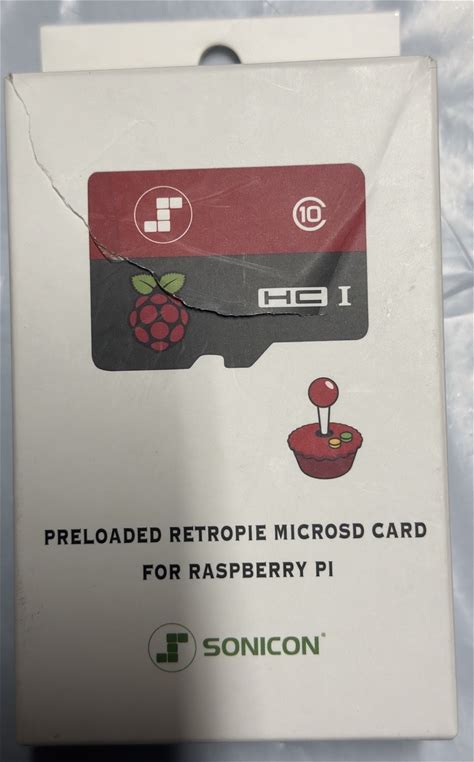 10
HC I
PRELOADED RETROPIE MICROSD CARD
FOR RASPBERRY PI
SONICON®